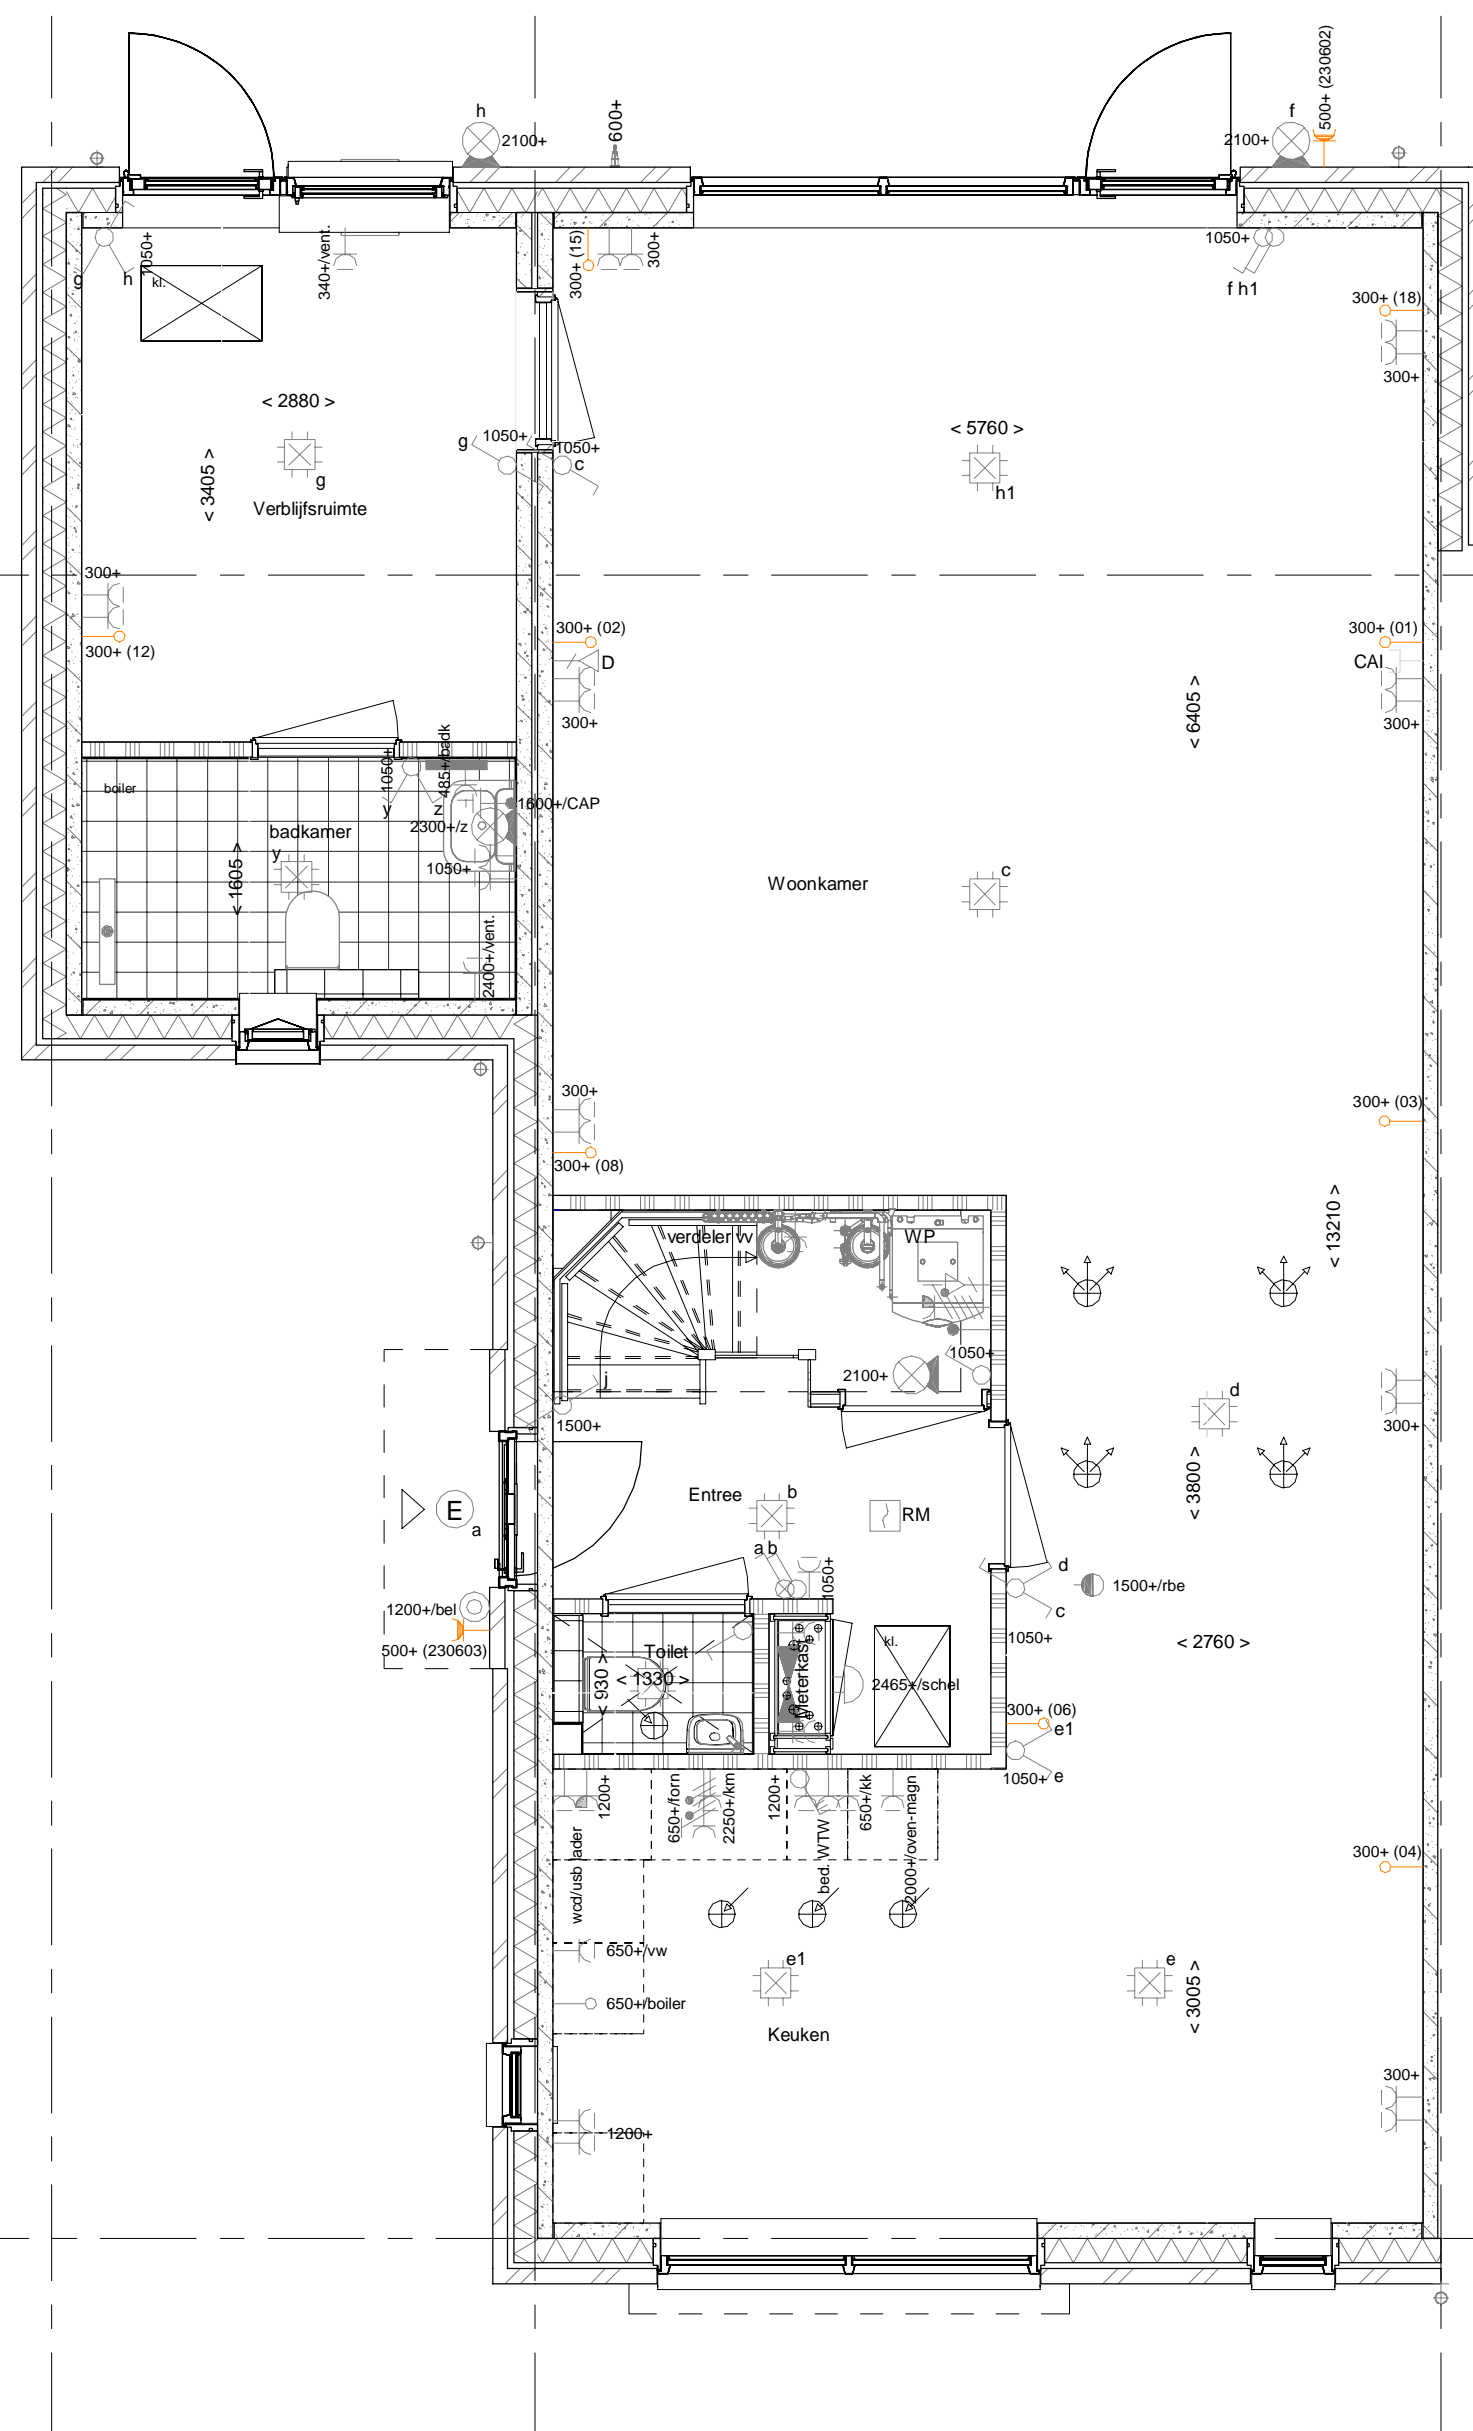 500+ (230602)
h
2100+
600+
f
2100+
g
h
1050+
kl.
340+/vent.
300+ (15)
300+
1050+
f h1
300+ (18)
300+
< 2880 >
< 3405 >
g
Verblijfsruimte
g
1050+
1050+
c
< 5760 >
h1
300+
300+ (12)
300+ (02)
D
300+
300+ (01)
CAI
300+
< 6405 >
1050+
485+/badk
y
z
boiler
badkamer
y
2300+/z
1600+/CAP
1050+
< 1605 >
2400+/vent.
Woonkamer
c
300+
300+ (08)
300+ (03)
< 13210 >
verdeler vv
WP
1050+
2100+
j
1500+
d
300+
< 3800 >
Entree
b
RM
E
a
a b
1050+
d
c
1050+
1500+/rbe
1200+/bel
500+ (230603)
Toilet
< 930 >
< 1330 >
Meterkast
kl.
2465+/schel
< 2760 >
300+ (06)
e1
1050+
e
1200+
650+/forn
2250+/km
1200+
650+/kk
2000+/oven-magn
wcd/usb lader
bed. WTW
300+ (04)
650+/vw
650+/boiler
e1
e
< 3005 >
Keuken
300+
1200+